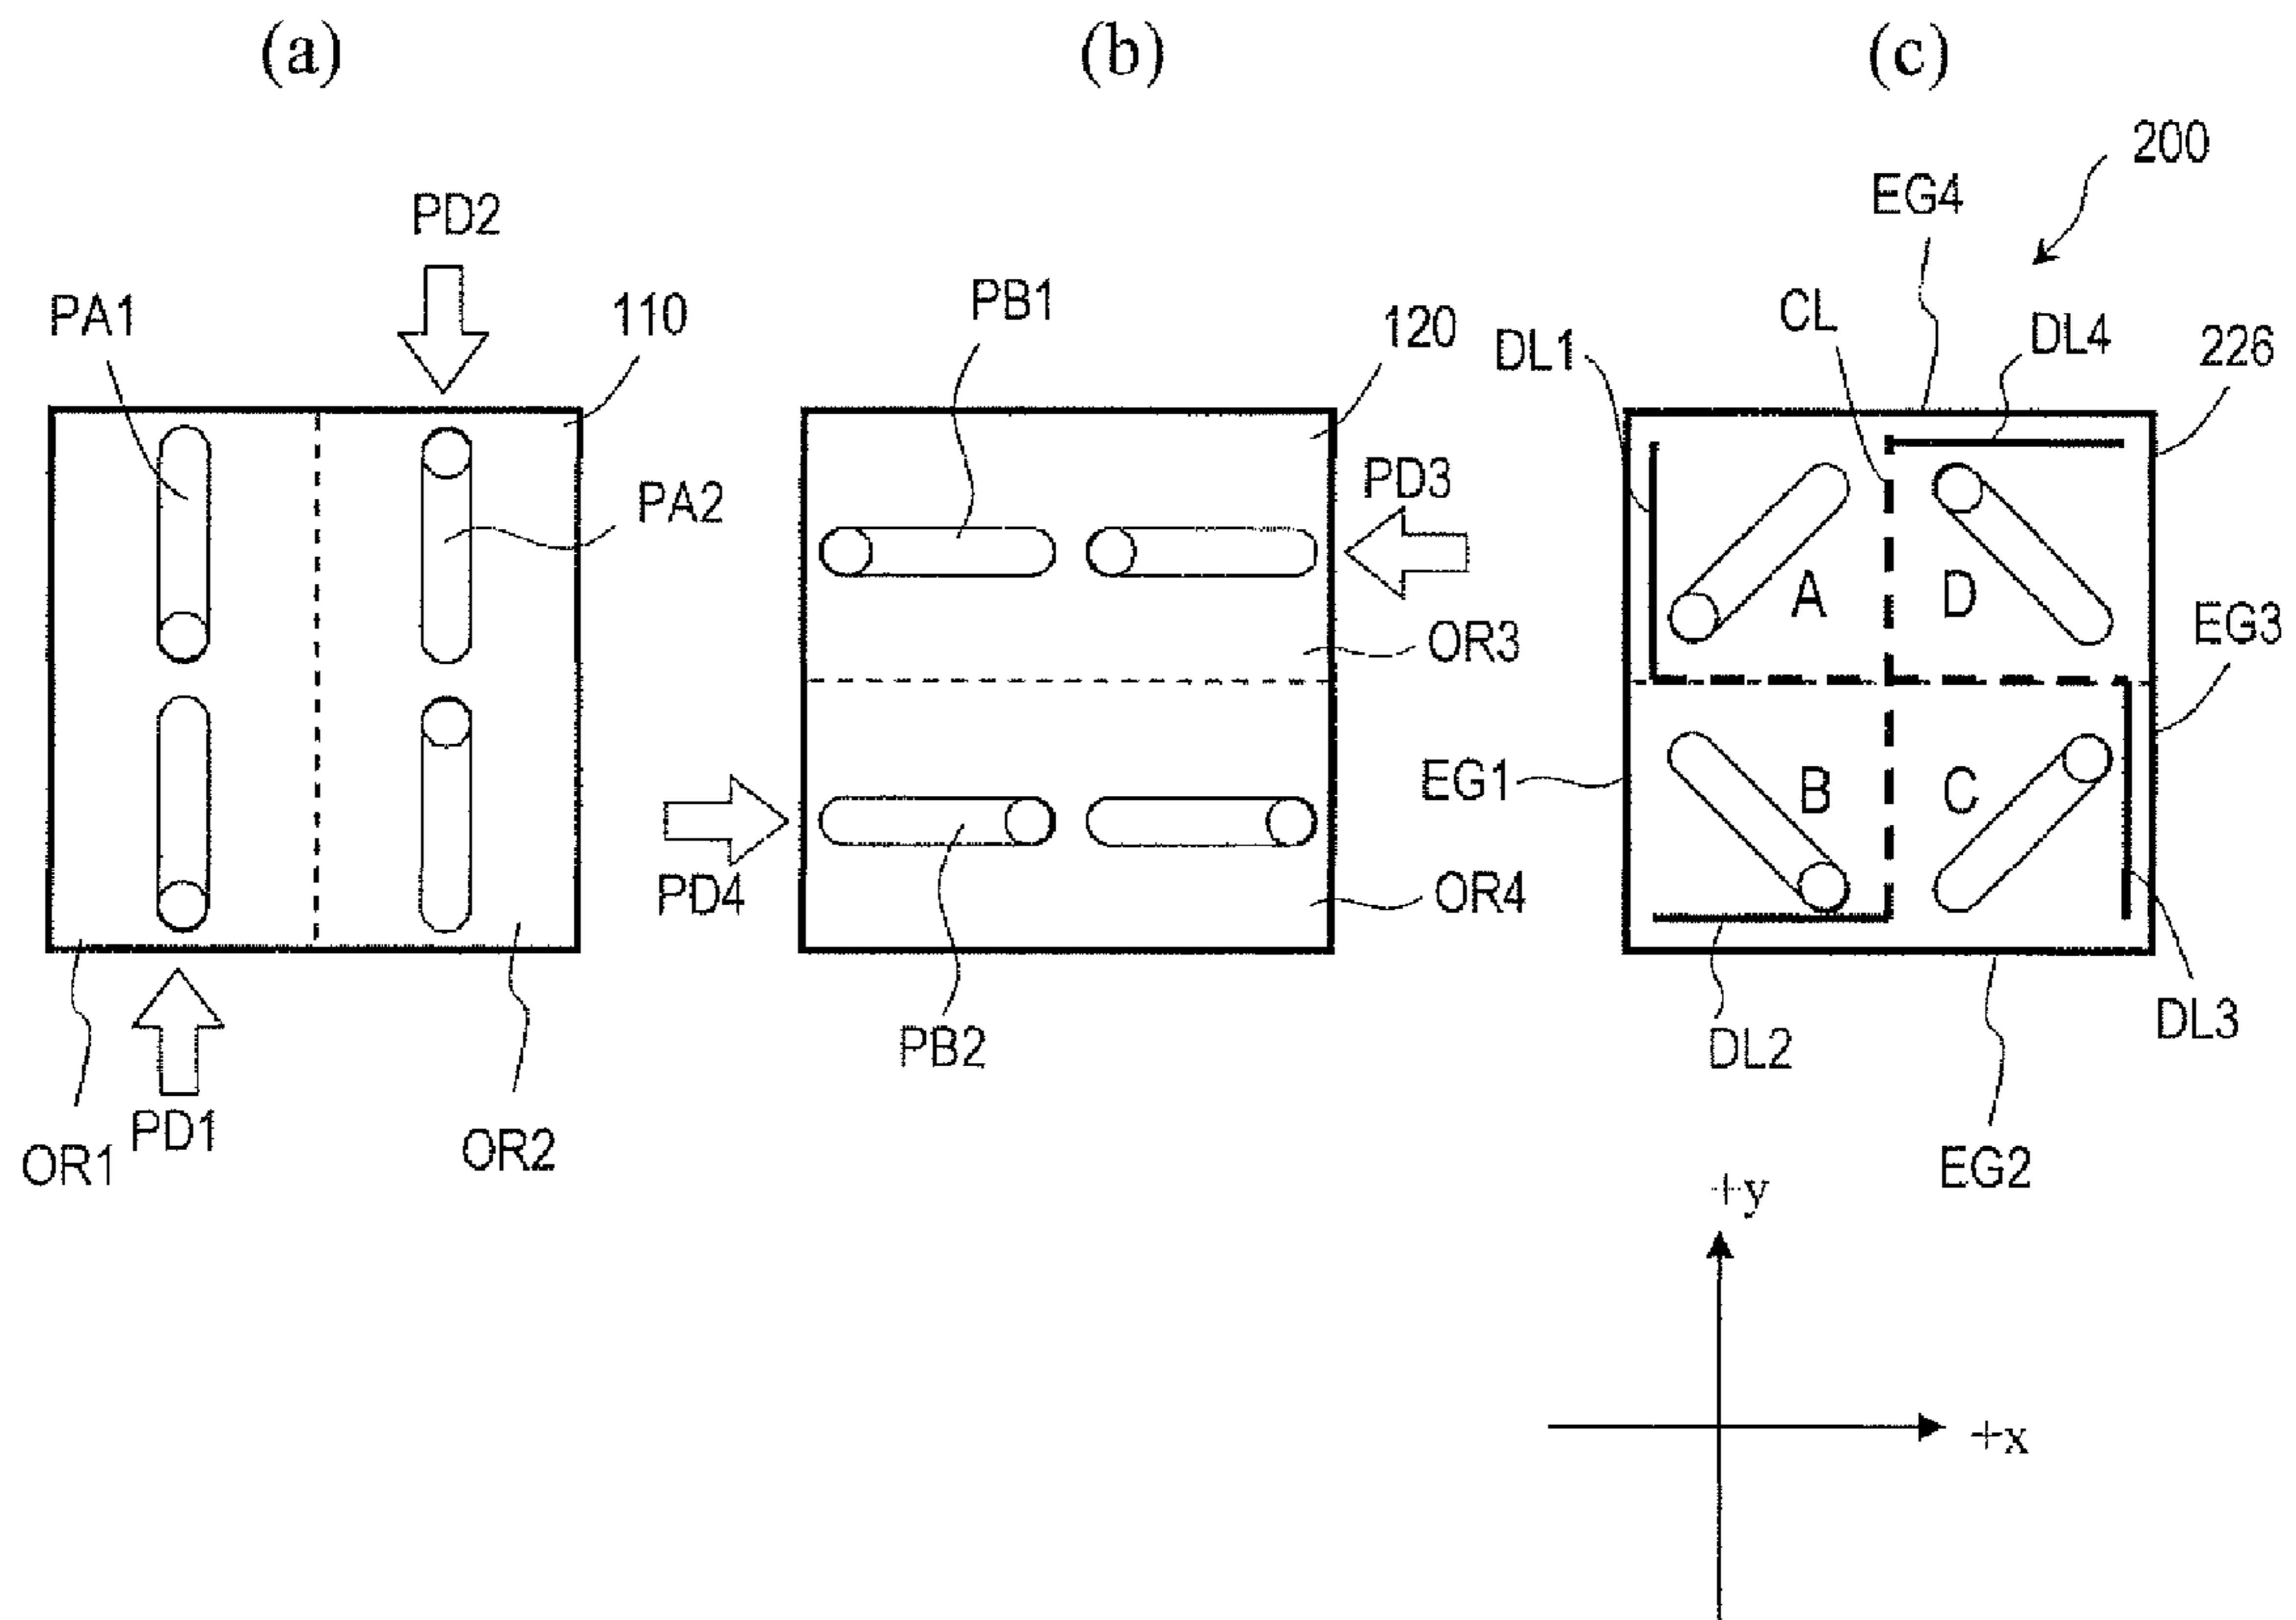 (a)
(b)
(c)
200
PD2
EG4
PA1
110
PB1
120
CL
DL4
DL1
226
PA2
PD3
A
D
OR3
EG3
EG1
B
C
PD4
OR4
PB2
DL2
DL3
OR1
PD1
OR2
EG2
+y
+x